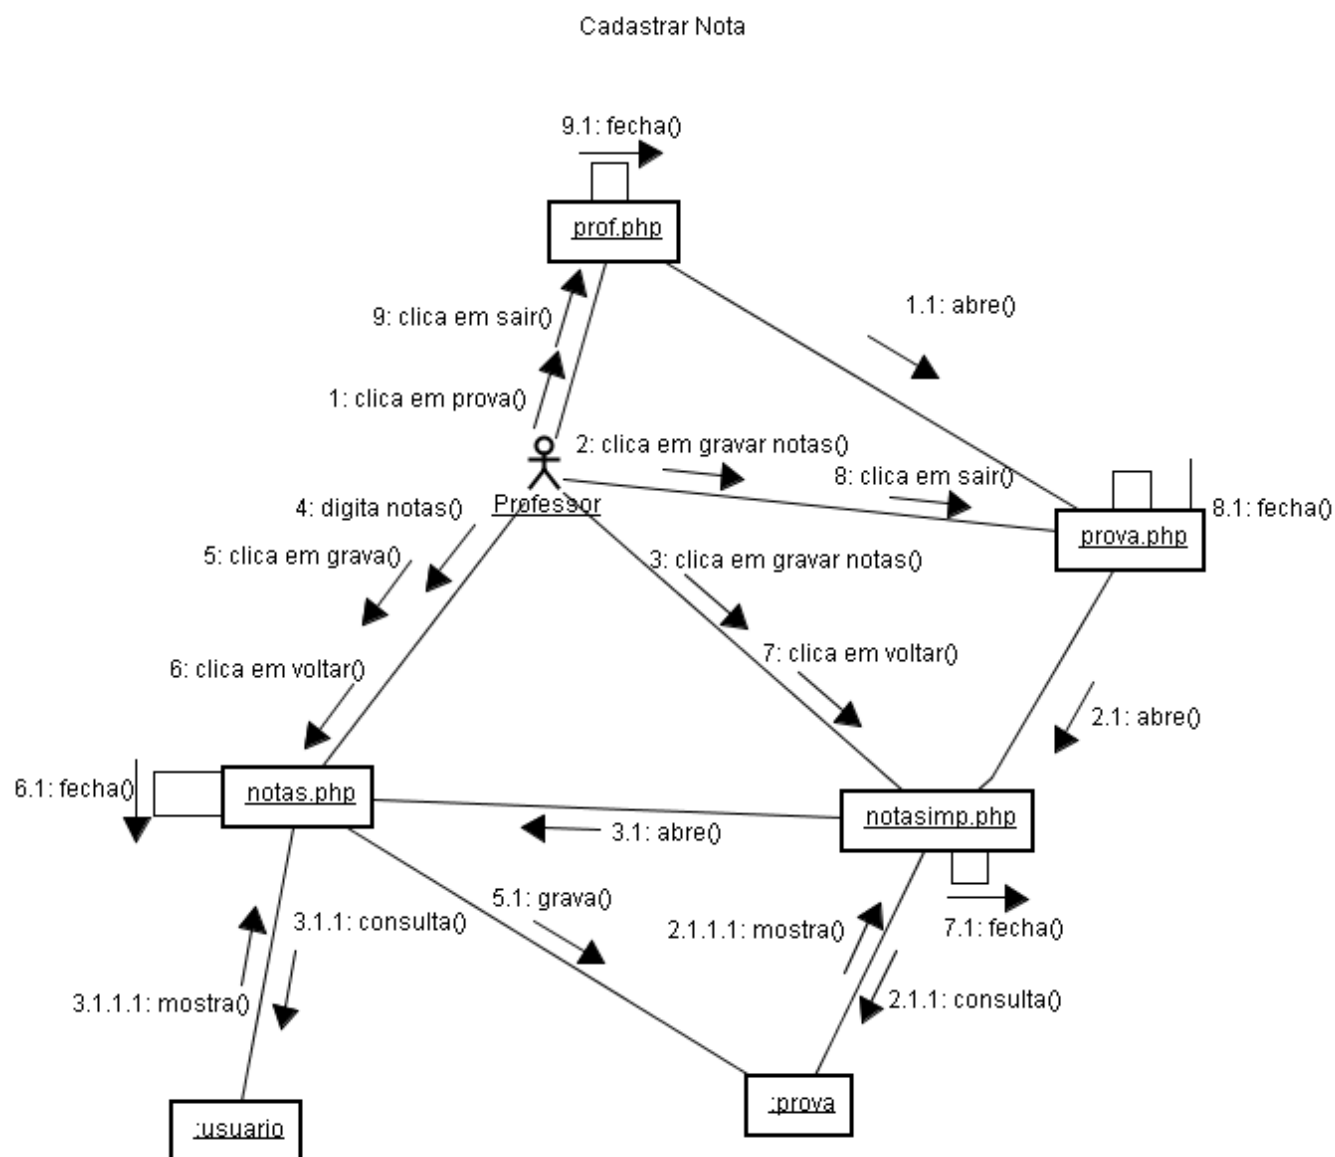 Cadastrar Nota
9.1: fecha()
prof.php
1.1: abre()
9: clica em sair()
1: clica em prova()
2: clica em gravar notas()
8: clica em sair()
Professor
4: digita notas()
8.1: fecha()
prova.php
5: clica em grava()
3: clica em gravar notas()
6: clica em voltar()
7: clica em voltar()
2.1: abre()
6.1: fecha()
notas.php
notasimp.php
3.1: abre()
5.1: grava()
3.1.1: consulta()
2.1.1.1: mostra()
7.1: fecha()
3.1.1.1: mostra()
2.1.1: consulta()
:prova
:usuario